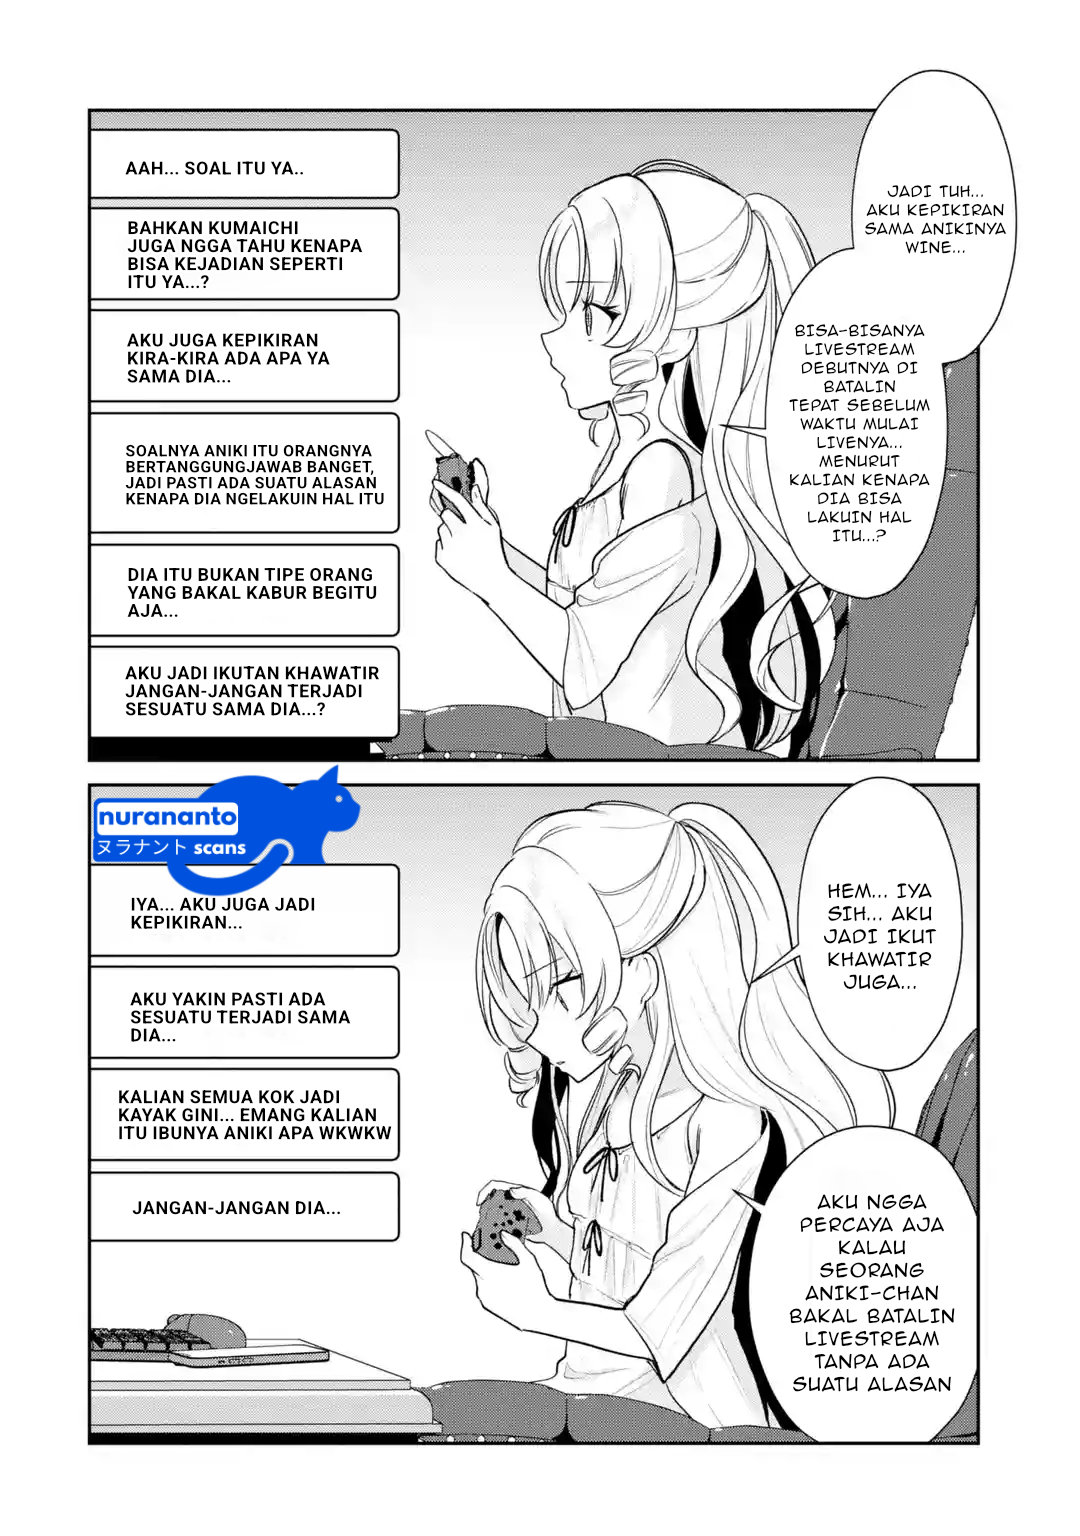 JADI TUH...
AKU KEPIKIRAN
SAMA ANIKINYA
WINE...
BISA-BISANYA
LIVESTREAM
DEBUTNYA DI
BATALIN
TEPAT SEBELUM
WAKTU MULAI
LIVENYA...
MENURUT
KALIAN KENAPA
DIA BISA
LAKUIN HAL
ITU...?
AAH... SOAL ITU YA..
BAHKAN KUMAICHI
JUGA NGGA TAHU KENAPA
BISA KEJADIAN SEPERTI
ITU YA...?
AKU JUGA KEPIKIRAN
KIRA-KIRA ADA APA YA
SAMA DIA...
SOALNYA ANIKI ITU ORANGNYA
BERTANGGUNGJAWAB BANGET,
JADI PASTI ADA SUATU ALASAN
KENAPA DIA NGELAKUIN HAL ITU
DIA ITU BUKAN TIPE ORANG
YANG BAKAL KABUR BEGITU
AJA...
AKU JADI IKUTAN KHAWATIR
JANGAN-JANGAN TERJADI
SESUATU SAMA DIA...?
nurananto
ヌラナント scans
HEM... IYA
SIH... AKU
JADI IKUT
KHAWATIR
JUGA...
IYA... AKU JUGA JADI
KEPIKIRAN...
AKU YAKIN PASTI ADA
SESUATU TERJADI SAMA
DIA...
KALIAN SEMUA KOK JADI
KAYAK GINI... EMANG KALIAN
ITU IBUNYA ANIKI APA WKWKW
JANGAN-JANGAN DIA...
AKU NGGA
PERCAYA AJA
KALAU
SEORANG
ANIKI-CHAN
BAKAL BATALIN
LIVESTREAM
TANPA ADA
SUATU ALASAN